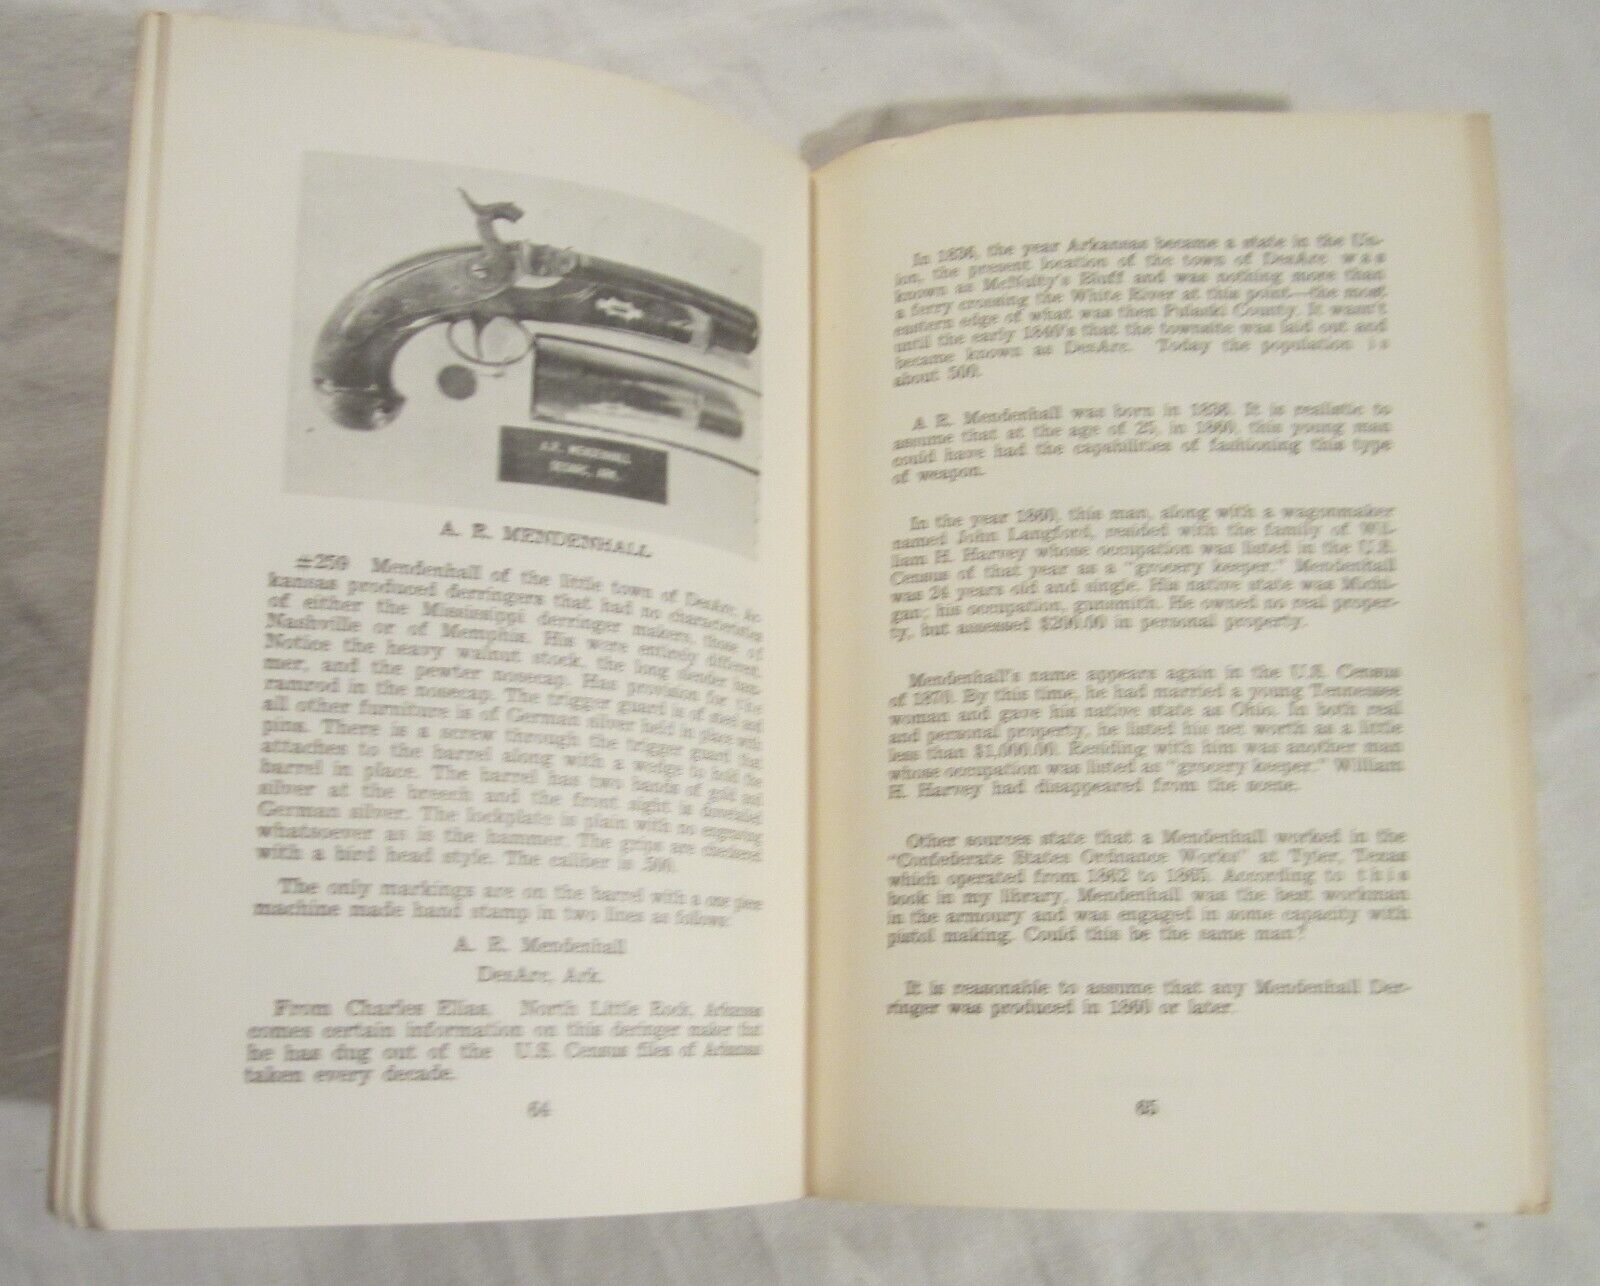 A. R. MENDENHALL
DESARC, ARK.
A. R. MENDENHALL
#250 Mendenhall of the little town of DesArc, Ar-
kansas produced derringers that had no characteristics
of either the Mississippi derringer makers, those of
Nashville or of Memphis. His were entirely different.
Notice the heavy walnut stock, the long slender ham-
mer, and the pewter nosecap. Has provision for the
ramrod in the nosecap. The trigger guard is of steel and
all other furniture is of German silver held in place with
pins. There is a screw through the trigger guard that
attaches to the barrel along with a wedge to hold the
barrel in place. The barrel has two bands of gold and
silver at the breech and the front sight is dovetailed
German silver. The lockplate is plain with no engraving
whatsoever as is the hammer. The grips are checkered
with a bird head style. The caliber is .500.
The only markings are on the barrel with a one piece
machine made hand stamp in two lines as follows:
A. R. Mendenhall
DesArc, Ark.
From Charles Elias. North Little Rock, Arkansas
comes certain information on this deringer maker that
he has dug out of the U.S. Census files of Arkansas
taken every decade.
64
In 1836, the year Arkansas became a state in the Un-
ion, the present location of the town of DesArc was
known as McNulty's Bluff and was nothing more than
a ferry crossing the White River at this point—the most
eastern edge of what was then Pulaski County. It wasn't
until the early 1840's that the townsite was laid out and
became known as DesArc. Today the population is
about 500.
A R. Mendenhall was born in 1836. It is realistic to
assume that at the age of 25, in 1860, this young man
could have had the capabilities of fashioning this type
of weapon.
In the year 1860, this man, along with a wagonmaker
named John Langford, resided with the family of Wil-
liam H. Harvey whose occupation was listed in the U.S.
Census of that year as a "grocery keeper." Mendenhall
was 24 years old and single. His native state was Michi-
gan; his occupation, gunsmith. He owned no real proper-
ty, but assessed $200.00 in personal property.
Mendenhall's name appears again in the U.S. Census
of 1870. By this time, he had married a young Tennessee
woman and gave his native state as Ohio. In both real
and personal property, he listed his net worth as a little
less than $1,000.00. Residing with him was another man
whose occupation was listed as "grocery keeper." William
H. Harvey had disappeared from the scene.
Other sources state that a Mendenhall worked in the
"Confederate States Ordnance Works" at Tyler, Texas
which operated from 1862 to 1865. According to this
book in my library, Mendenhall was the best workman
in the armoury and was engaged in some capacity with
pistol making. Could this be the same man?
It is reasonable to assume that any Mendenhall Der-
ringer was produced in 1860 or later.
65